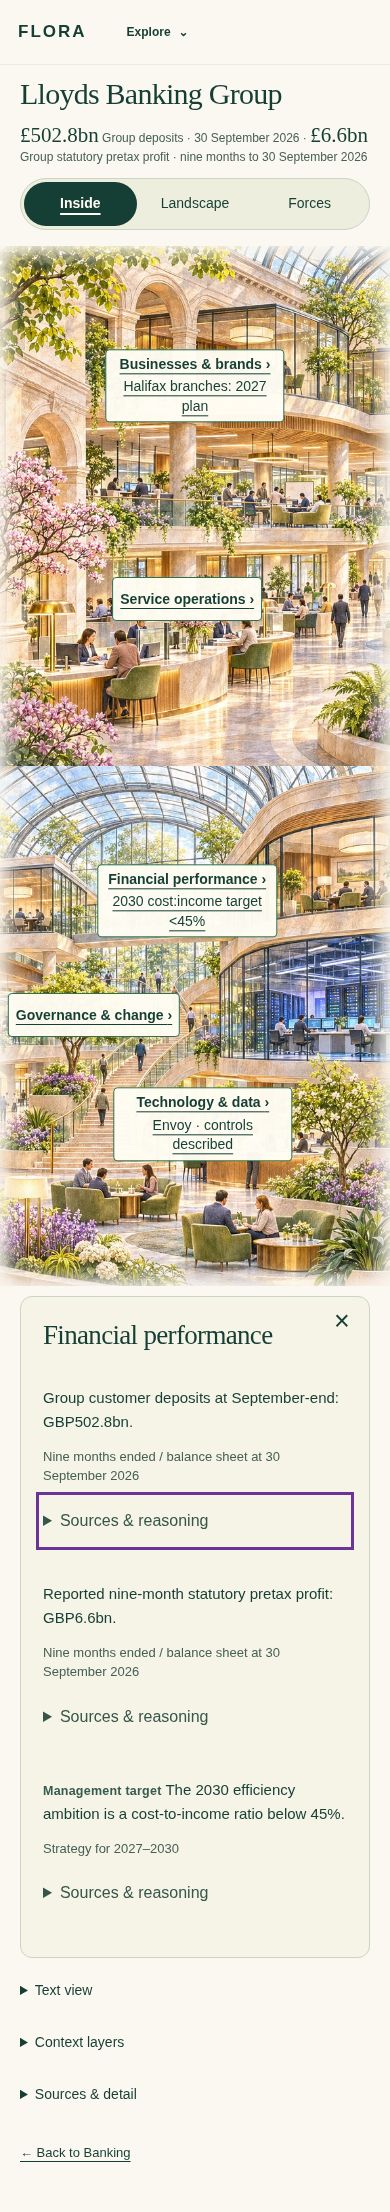 FLORA
Explore ⌄
Lloyds Banking Group
£502.8bn Group deposits · 30 September 2026 · £6.6bn
Group statutory pretax profit · nine months to 30 September 2026
Inside
Landscape
Forces
Businesses & brands ›
Halifax branches: 2027
plan
Service operations ›
Financial performance ›
2030 cost:income target
<45%
Governance & change ›
Technology & data ›
Envoy · controls
described
×
Financial performance
Group customer deposits at September-end:
GBP502.8bn.
Nine months ended / balance sheet at 30
September 2026
▶ Sources & reasoning
Reported nine-month statutory pretax profit:
GBP6.6bn.
Nine months ended / balance sheet at 30
September 2026
▶ Sources & reasoning
Management target The 2030 efficiency
ambition is a cost-to-income ratio below 45%.
Strategy for 2027–2030
▶ Sources & reasoning
▶ Text view
▶ Context layers
▶ Sources & detail
← Back to Banking